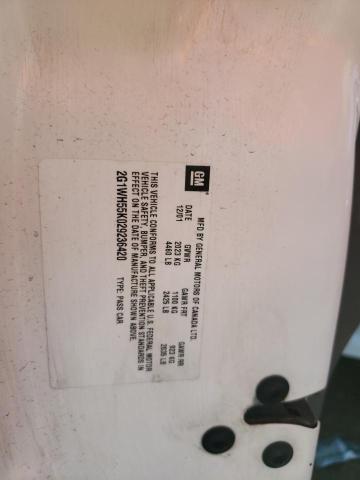 GM
MFD BY GENERAL MOTORS OF CANADA LTD.
DATE GVWR GAWR FRT GAWR RR
12/01 2023 KG 1100 KG 923 KG
4460 LB 2425 LB 2035 LB
THIS VEHICLE CONFORMS TO ALL APPLICABLE U.S. FEDERAL MOTOR
VEHICLE SAFETY, BUMPER, AND THEFT PREVENTION STANDARDS IN
EFFECT ON THE DATE OF MANUFACTURE SHOWN ABOVE.
2G1WH55K029236420
TYPE: PASS CAR